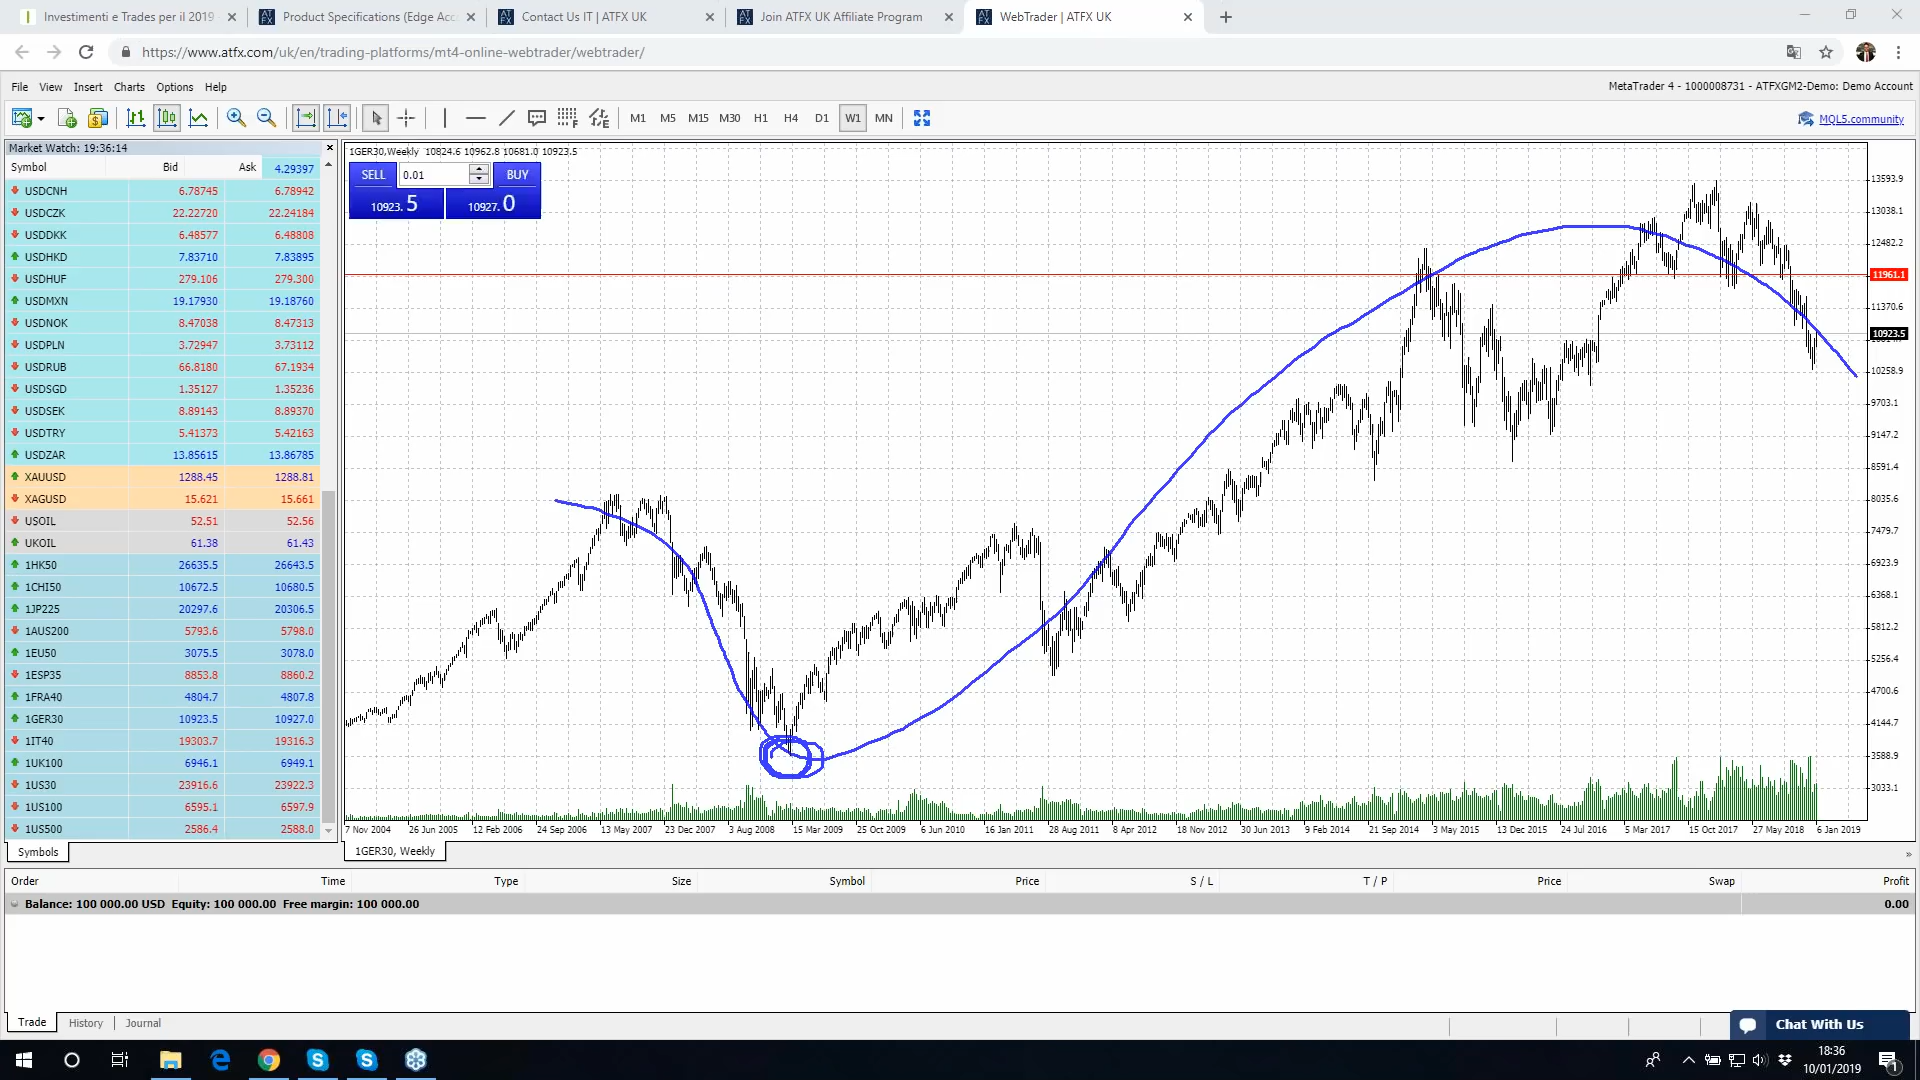 Investimenti e Trades per il 2019
Product Specifications (Edge Acc
Contact Us IT | ATFX UK
Join ATFX UK Affiliate Program
WebTrader | ATFX UK
https://www.atfx.com/uk/en/trading-platforms/mt4-online-webtrader/webtrader/
File View Insert Charts Options Help
MetaTrader 4 - 1000008731 - ATFXGM2-Demo: Demo Account
M1 M5 M15 M30 H1 H4 D1 W1 MN
MQL5.community
Market Watch: 19:36:14
Symbol Bid Ask
4.29397
USDCNH 6.78745 6.78942
USDCZK 22.22720 22.24184
USDDKK 6.48577 6.48808
USDHKD 7.83710 7.83895
USDHUF 279.106 279.300
USDMXN 19.17930 19.18760
USDNOK 8.47038 8.47313
USDPLN 3.72947 3.73112
USDRUB 66.8180 67.1934
USDSGD 1.35127 1.35236
USDSEK 8.89143 8.89370
USDTRY 5.41373 5.42163
USDZAR 13.85615 13.86785
XAUUSD 1288.45 1288.81
XAGUSD 15.621 15.661
USOIL 52.51 52.56
UKOIL 61.38 61.43
1HK50 26635.5 26643.5
1CHI50 10672.5 10680.5
1JP225 20297.6 20306.5
1AUS200 5793.6 5798.0
1EU50 3075.5 3078.0
1ESP35 8853.8 8860.2
1FRA40 4804.7 4807.8
1GER30 10923.5 10927.0
1IT40 19303.7 19316.3
1UK100 6946.1 6949.1
1US30 23916.6 23922.3
1US100 6595.1 6597.9
1US500 2586.4 2588.0
Symbols
1GER30,Weekly 10824.6 10962.8 10681.0 10923.5
SELL 0.01 BUY
10923.5 10927.0
13593.9
13038.1
12482.2
11961.1
11370.6
10923.5
10258.9
9703.1
9147.2
8591.4
8035.6
7479.7
6923.9
6368.1
5812.2
5256.4
4700.6
4144.7
3588.9
3033.1
7 Nov 2004 26 Jun 2005 12 Feb 2006 24 Sep 2006 13 May 2007 23 Dec 2007 3 Aug 2008 15 Mar 2009 25 Oct 2009 6 Jun 2010 16 Jan 2011 28 Aug 2011 8 Apr 2012 18 Nov 2012 30 Jun 2013 9 Feb 2014 21 Sep 2014 3 May 2015 13 Dec 2015 24 Jul 2016 5 Mar 2017 15 Oct 2017 27 May 2018 6 Jan 2019
1GER30, Weekly
»
Order Time Type Size Symbol Price S / L T / P Price Swap Profit
Balance: 100 000.00 USD Equity: 100 000.00 Free margin: 100 000.00 0.00
Trade History Journal
Chat With Us
18:36
10/01/2019
1